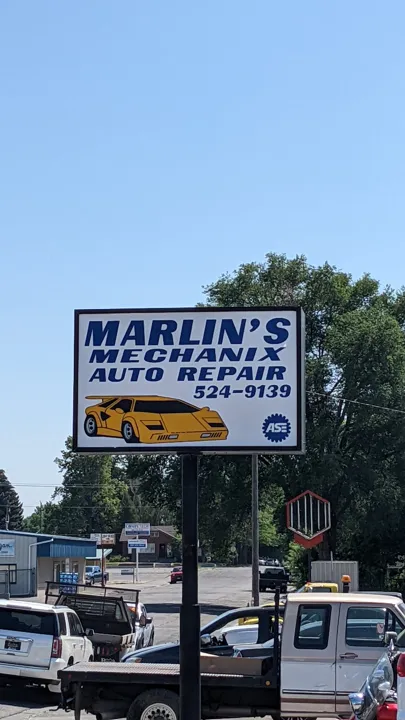 MARLIN'S
MECHANIX
AUTO REPAIR
524-9139
ASE